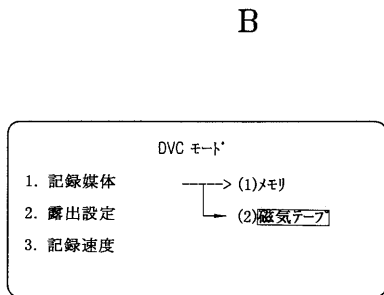 B
DVC モード
1. 記録媒体 (1)メモリ
2. 露出設定 (2)磁気テープ
3. 記録速度